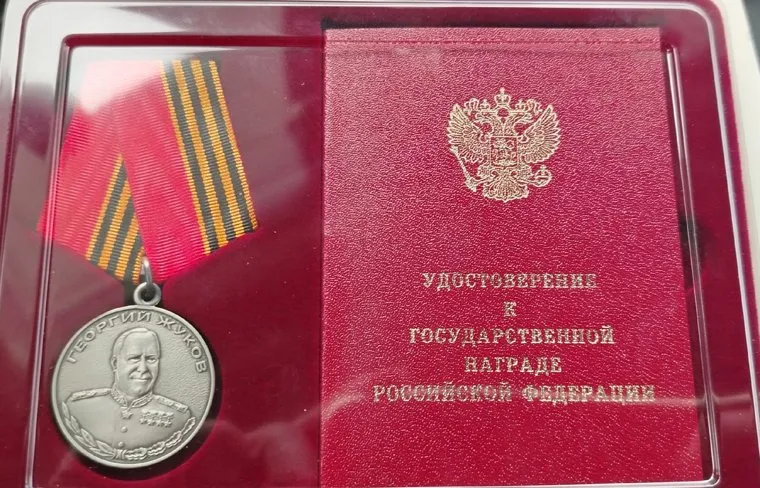 ГЕОРГИЙ ЖУКОВ
УДОСТОВЕРЕНИЕ
К
ГОСУДАРСТВЕННОЙ
НАГРАДЕ
РОССИЙСКОЙ ФЕДЕРАЦИИ